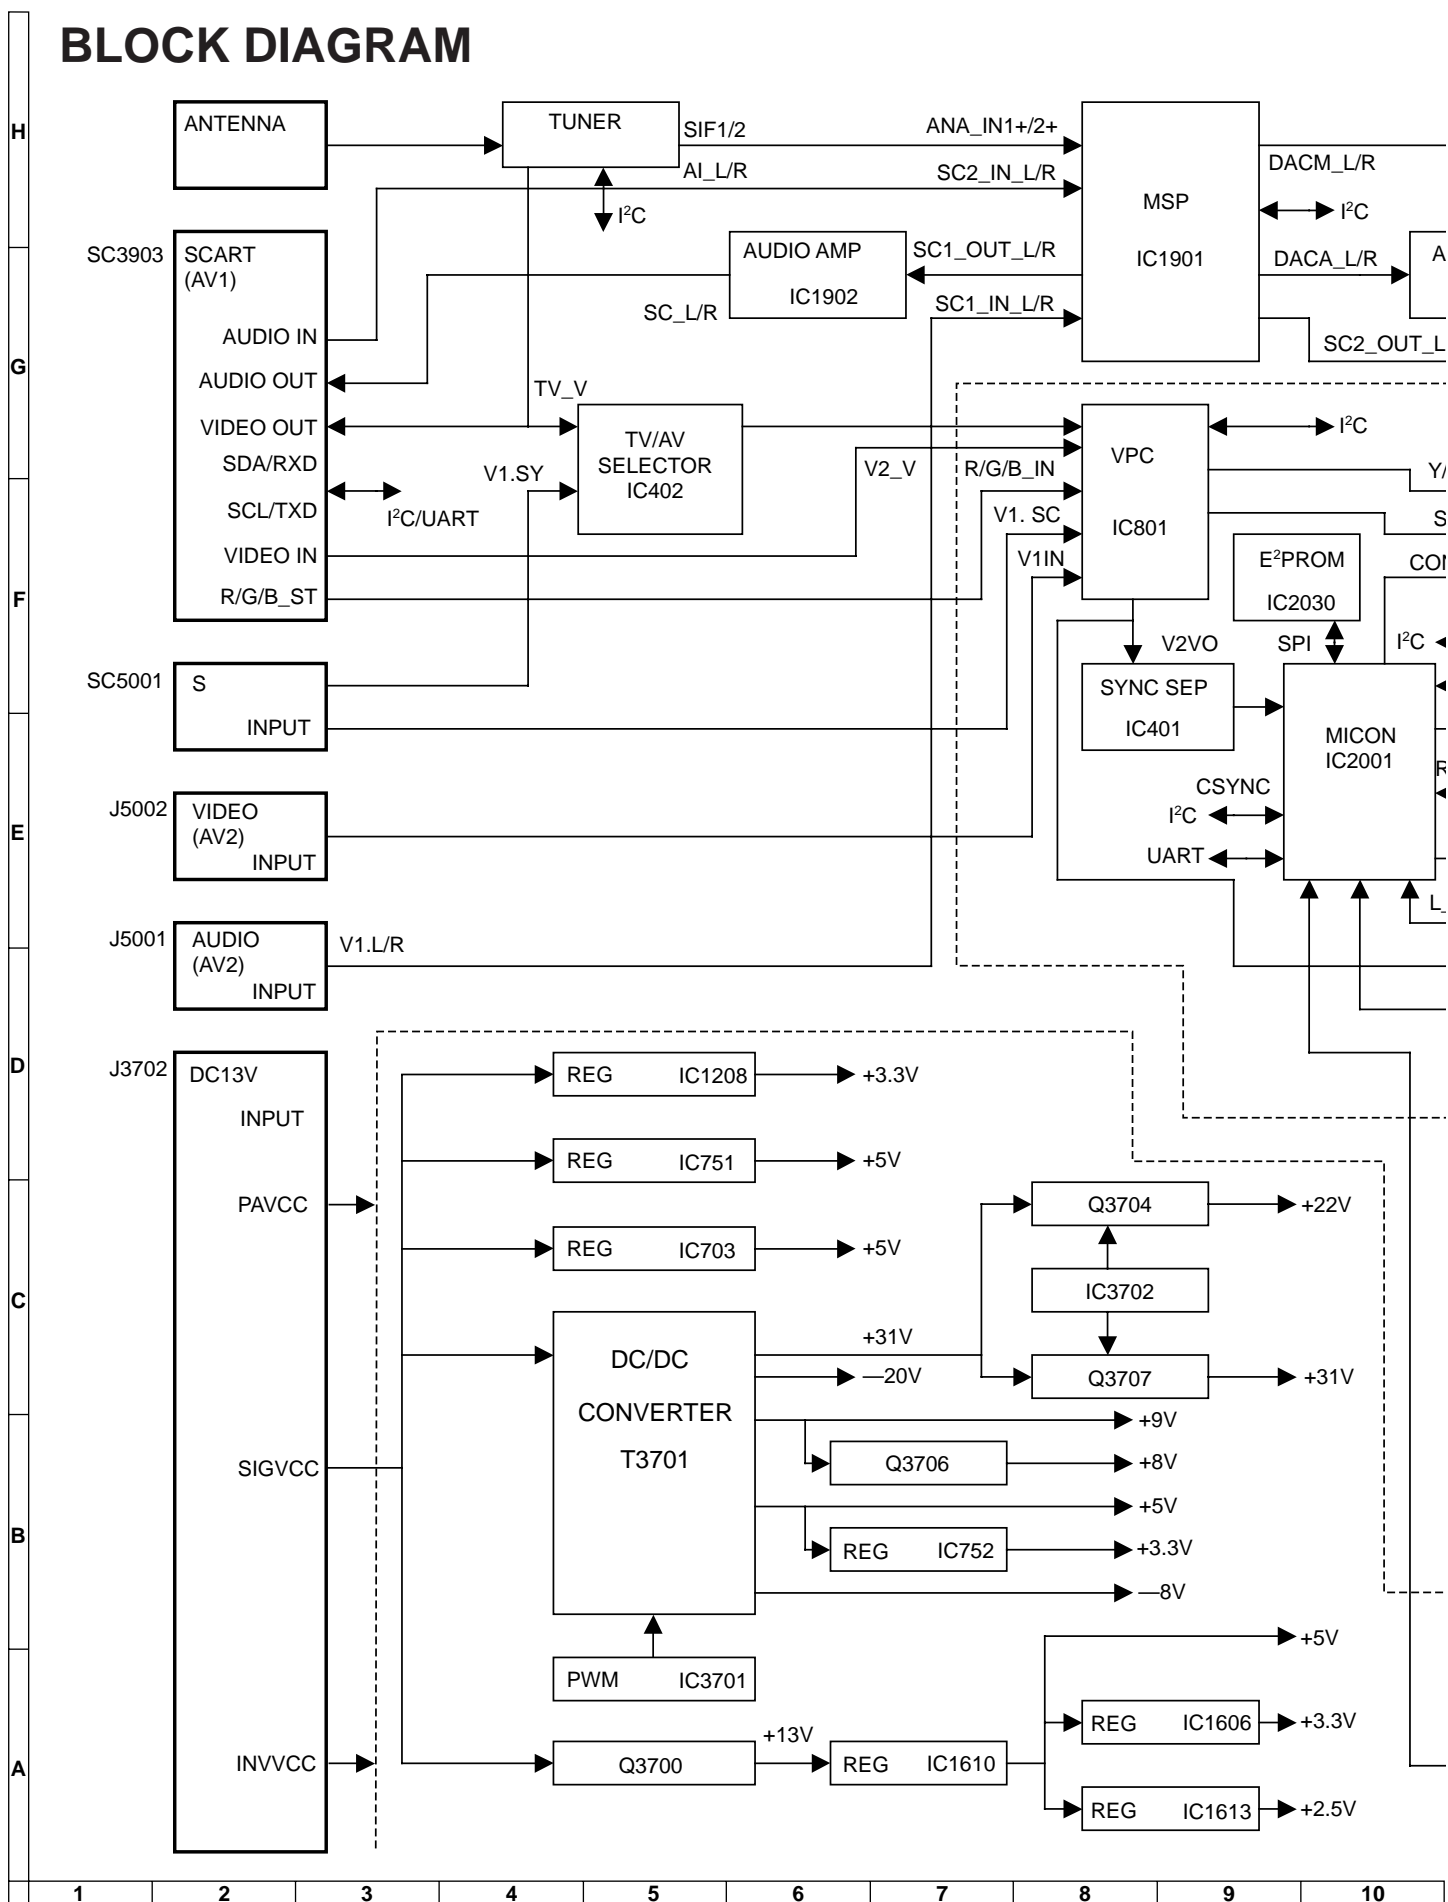 BLOCK DIAGRAM
H
G
F
E
D
C
B
A
ANTENNA
TUNER
SIF1/2
AI_L/R
I²C
ANA_IN1+/2+
SC2_IN_L/R
MSP
IC1901
DACM_L/R
I²C
DACA_L/R
SC2_OUT_L
A
SC3903
SCART
(AV1)
AUDIO IN
AUDIO OUT
VIDEO OUT
SDA/RXD
SCL/TXD
VIDEO IN
R/G/B_ST
I²C/UART
AUDIO AMP
IC1902
SC1_OUT_L/R
SC_L/R
SC1_IN_L/R
TV_V
V1.SY
TV/AV
SELECTOR
IC402
V2_V
R/G/B_IN
V1. SC
V1IN
VPC
IC801
I²C
Y/
S
CON
E²PROM
IC2030
SPI
I²C
V2VO
SYNC SEP
IC401
MICON
IC2001
R
CSYNC
I²C
UART
L_
SC5001
S
INPUT
J5002
VIDEO
(AV2)
INPUT
J5001
AUDIO
(AV2)
INPUT
V1.L/R
J3702
DC13V
INPUT
PAVCC
SIGVCC
INVVCC
REG IC1208
+3.3V
REG IC751
+5V
REG IC703
+5V
DC/DC
CONVERTER
T3701
+31V
—20V
Q3704
+22V
IC3702
Q3707
+31V
+9V
Q3706
+8V
+5V
REG IC752
+3.3V
—8V
PWM IC3701
Q3700
+13V
REG IC1610
+5V
REG IC1606
+3.3V
REG IC1613
+2.5V
1 2 3 4 5 6 7 8 9 10